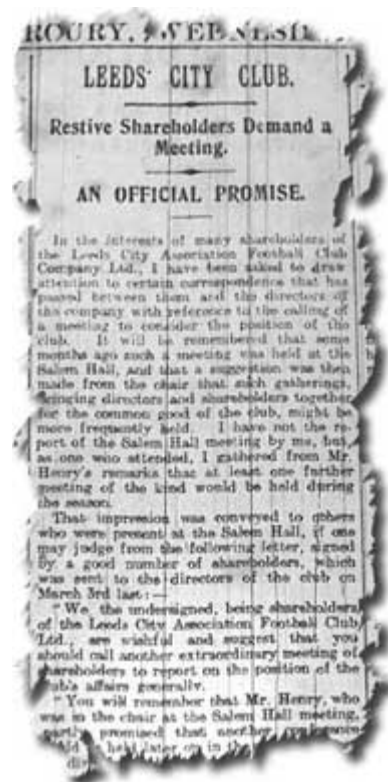 LEEDS CITY CLUB.
Restive Shareholders Demand a
Meeting.
AN OFFICIAL PROMISE.
In the interests of many shareholders of
the Leeds City Association Football Club
Company Ltd., I have been asked to draw
attention to certain correspondence that has
passed between them and the directors of
the company with reference to the calling of
a meeting to consider the position of the
club. It will be remembered that some
months ago such a meeting was held at the
Salem Hall, and that a suggestion was then
made from the chair that such gatherings,
bringing directors and shareholders together
for the common good of the club, might be
more frequently held. I have not the re-
port of the Salem Hall meeting by me, but,
as one who attended, I gathered from Mr.
Henry's remarks that at least one further
meeting of the kind would be held during
the season.
That impression was conveyed to others
who were present at the Salem Hall, if one
may judge from the following letter, signed
by a good number of shareholders, which
was sent to the directors of the club on
March 3rd last:—
"We, the undersigned, being shareholders
of the Leeds City Association Football Club
Ltd., are wishful and suggest that you
should call another extraordinary meeting of
shareholders to report on the position of the
club's affairs generally.
"You will remember that Mr. Henry, who
was in the chair at the Salem Hall meeting,
partly promised that another conference
held later on in the